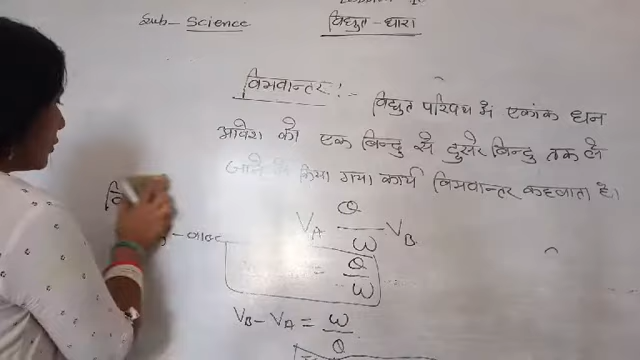 Sub- Science
विद्युत - धारा
विभवान्तर :- विद्युत परिपथ में एकांक धन
आवेश को एक बिन्दु से दुसरे बिन्दु तक ले
जाने में किया गया कार्य विभवान्तर कहलाता है।
V_A θ/ω V_B
= θ/ω
V_B - V_A = ω/θ